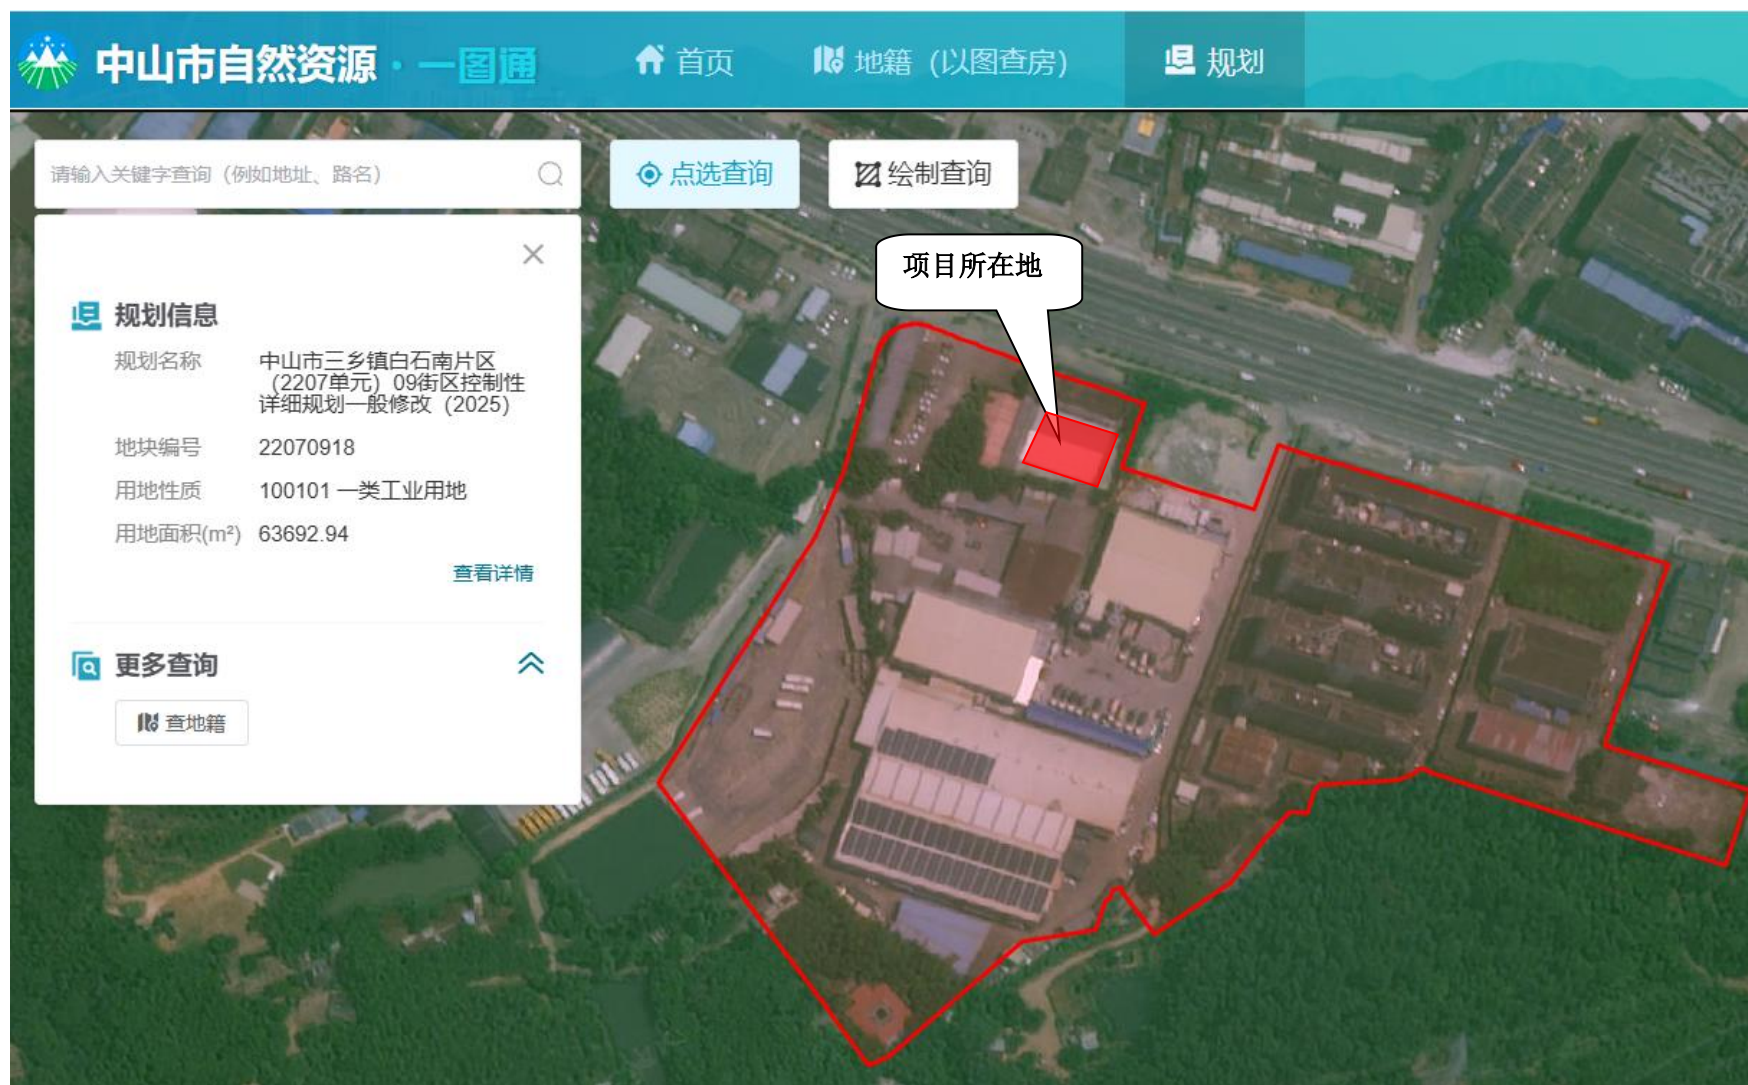 中山市自然资源·一图通
首页
地籍（以图查房）
规划
请输入关键字查询（例如地址、路名）
点选查询
绘制查询
项目所在地
规划信息
规划名称
中山市三乡镇白石南片区
（2207单元）09街区控制性
详细规划一般修改（2025）
地块编号 22070918
用地性质 100101 一类工业用地
用地面积(m²) 63692.94
查看详情
更多查询
查地籍